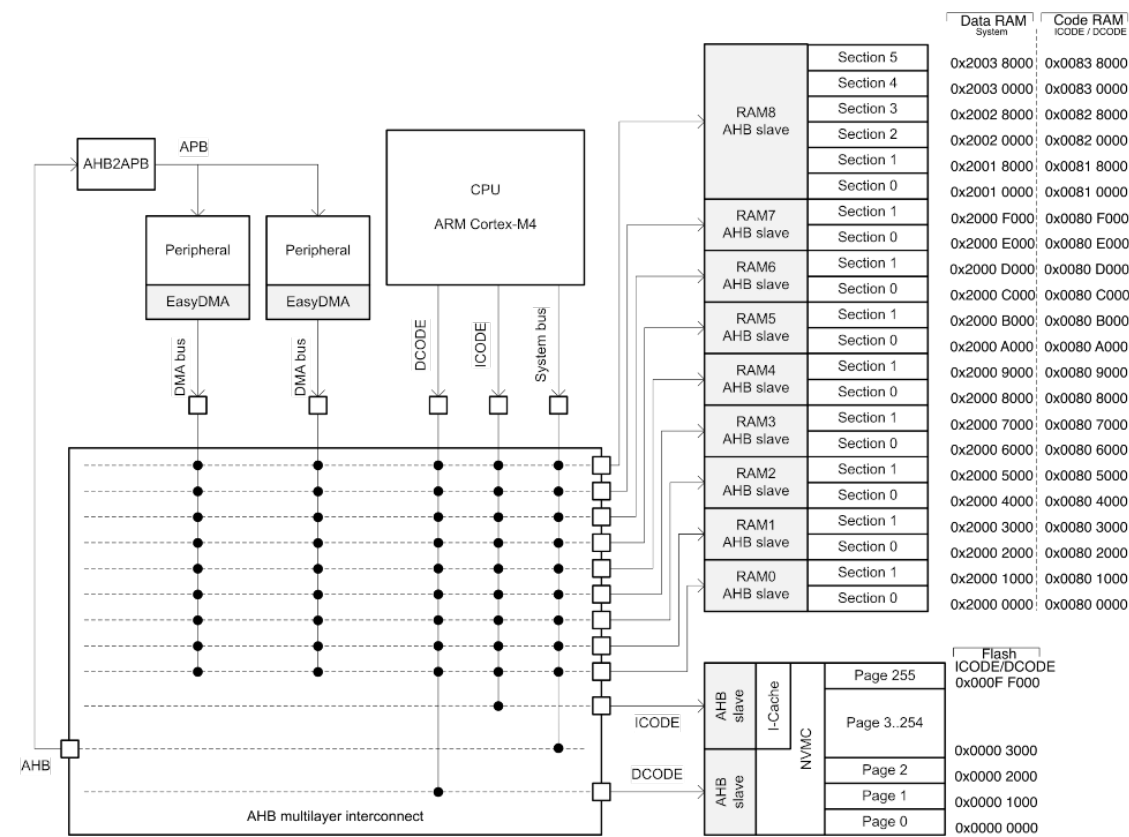 Data RAM
System
Code RAM
ICODE / DCODE
RAM8
AHB slave
Section 5
0x2003 8000 0x0083 8000
Section 4
0x2003 0000 0x0083 0000
Section 3
0x2002 8000 0x0082 8000
Section 2
0x2002 0000 0x0082 0000
Section 1
0x2001 8000 0x0081 8000
Section 0
0x2001 0000 0x0081 0000
RAM7
AHB slave
Section 1
0x2000 F000 0x0080 F000
Section 0
0x2000 E000 0x0080 E000
RAM6
AHB slave
Section 1
0x2000 D000 0x0080 D000
Section 0
0x2000 C000 0x0080 C000
RAM5
AHB slave
Section 1
0x2000 B000 0x0080 B000
Section 0
0x2000 A000 0x0080 A000
RAM4
AHB slave
Section 1
0x2000 9000 0x0080 9000
Section 0
0x2000 8000 0x0080 8000
RAM3
AHB slave
Section 1
0x2000 7000 0x0080 7000
Section 0
0x2000 6000 0x0080 6000
RAM2
AHB slave
Section 1
0x2000 5000 0x0080 5000
Section 0
0x2000 4000 0x0080 4000
RAM1
AHB slave
Section 1
0x2000 3000 0x0080 3000
Section 0
0x2000 2000 0x0080 2000
RAM0
AHB slave
Section 1
0x2000 1000 0x0080 1000
Section 0
0x2000 0000 0x0080 0000
AHB2APB
APB
CPU
ARM Cortex-M4
Peripheral
EasyDMA
Peripheral
EasyDMA
DMA bus
DMA bus
DCODE
ICODE
System bus
Flash
ICODE/DCODE
0x000F F000
Page 255
Page 3..254
0x0000 3000
Page 2
0x0000 2000
Page 1
0x0000 1000
Page 0
0x0000 0000
AHB
slave
I-Cache
NVMC
AHB
slave
ICODE
DCODE
AHB
AHB multilayer interconnect